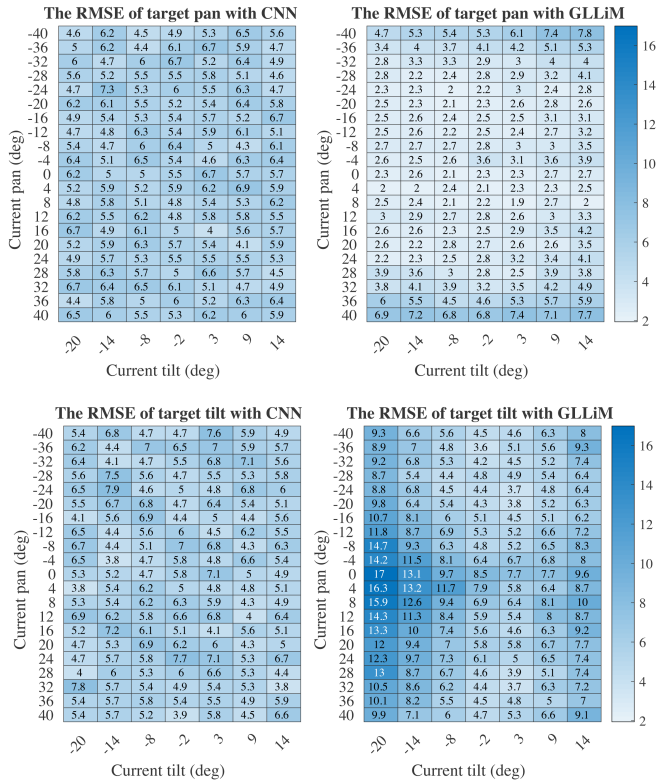 The RMSE of target pan with CNN
-40 4.6 6.2 4.5 4.9 5.3 6.5 5.6
-36 5 6.2 4.4 6.1 6.7 5.9 4.7
-32 6 4.7 6 6.7 5.2 6.4 4.9
-28 5.6 5.2 5.5 5.5 5.8 5.1 4.6
-24 4.7 7.3 5.3 6 5.5 6.3 4.7
-20 6.2 6.1 5.5 5.2 5.4 6.4 5.8
-16 4.9 5.4 5.3 5.4 5.7 5.2 6.7
-12 4.7 4.8 6.3 5.4 5.9 6.1 5.1
-8 5.4 4.7 6 6.4 5 4.3 6.1
-4 6.4 5.1 6.5 5.4 4.6 6.3 6.4
0 6.2 5 5 5.5 6.7 5.7 5.7
4 5.2 5.9 5.2 5.9 6.2 6.9 5.9
8 4.8 5.8 5.1 4.8 5.4 5.3 6.2
12 6.2 5.5 6.2 4.8 5.8 5.8 5.5
16 6.7 4.9 6.1 5 4 5.6 5.7
20 5.2 5.9 6.3 5.7 5.4 4.1 5.9
24 4.9 5.7 5.3 5.5 5.5 5.5 5.3
28 5.8 6.3 5.7 5 6.6 5.7 4.5
32 6.7 6.4 6.5 6.1 5.1 4.7 4.9
36 4.4 5.8 5 6 5.2 6.3 6.4
40 6.5 6 5.5 5.3 6.2 6 5.9
Current pan (deg)
-20 -14 -8 -2 3 9 14
Current tilt (deg)
The RMSE of target pan with GLLiM
4.7 5.3 5.4 5.3 6.1 7.4 7.8
3.4 4 3.7 4.1 4.2 5.1 5.3
2.8 3.3 3.3 2.9 3 4 4
2.8 2.2 2.4 2.8 2.9 3.2 4.1
2.3 2.3 2 2.2 3 2.4 2.8
2.5 2.3 2.1 2.3 2.6 2.8 2.6
2.5 2.6 2.2 2.4 2.5 3.1 3.1
2.5 2.6 2.2 2.5 2.4 2.7 3.2
2.7 2.7 2.7 2.8 3 3 3.5
2.6 2.5 2.6 3.6 3.1 3.6 3.9
2.3 2.6 2.1 2.3 2.3 2.7 2.7
2 2 2.4 2.1 2.3 2.3 2.5
2.5 2.4 2.1 2.2 1.9 2.7 2
3 2.9 2.7 2.8 2.6 3 3.3
2.6 2.6 2.3 2.5 2.9 3.5 4.2
2.6 2.2 2.8 2.7 2.6 2.6 3.5
2.2 2.3 2.5 2.8 3.2 3.4 4.1
3.9 3.6 3 2.8 2.5 3.9 3.8
3.8 4.1 3.9 3.2 3.5 4.2 4.9
6 5.5 4.5 4.6 5.3 5.7 5.9
6.9 7.2 6.8 6.8 7.4 7.1 7.7
-20 -14 -8 -2 3 9 14
Current tilt (deg)
16
14
12
10
8
6
4
2
The RMSE of target tilt with CNN
-40 5.4 6.8 4.7 4.7 7.6 5.9 4.9
-36 6.2 4.4 7 6.5 7 5.9 5.7
-32 6.4 4.1 4.7 5.5 6.8 7.1 5.6
-28 5.6 7.5 5.7 4.7 5.5 5.3 5.8
-24 6.5 7.9 4.6 5 4.8 6.8 6
-20 5.5 6.7 6.8 4.7 6.4 5.4 5.1
-16 4.1 5.6 6.9 4.4 5 4.4 5.6
-12 6.5 4.4 5.6 6 4.5 6.2 5.5
-8 6.7 4.4 5.1 7 6.8 4.3 6.3
-4 6.5 3.8 4.7 5.8 4.8 6.6 5.4
0 5.3 5.2 4.7 5.8 7.1 5 4.9
4 3.8 5.4 6.2 5 4.8 4.8 5.1
8 5.3 5.4 6.2 6.3 5.9 4.3 4.9
12 6.9 6.2 5.8 6.6 6.8 4 6.4
16 5.2 7.2 6.1 5.1 4.1 5.6 5.1
20 4.7 5.3 6.9 6.2 6 4.3 5
24 4.7 5.7 5.8 7.7 7.1 5.3 6.7
28 4 6 5.3 6 6.6 5.3 4.4
32 7.8 5.7 5.4 4.9 5.4 5.3 3.8
36 5.4 5.7 5.8 5.4 5.5 4.9 5.9
40 5.4 5.7 5.2 3.9 5.8 4.5 6.6
Current pan (deg)
-20 -14 -8 -2 3 9 14
Current tilt (deg)
The RMSE of target tilt with GLLiM
-40 9.3 6.6 5.6 4.5 4.6 6.3 8
-36 8.9 7 4.8 3.6 5.1 5.6 9.3
-32 9.2 6.8 5.3 4.2 4.5 5.2 7.4
-28 8.7 5.4 4.4 4.8 4.9 5.4 6.4
-24 8.8 6.8 4.5 4.4 3.7 4.8 6.4
-20 9.8 6.4 5.4 4.3 3.8 5.2 6.3
-16 10.7 8.1 6 5.1 4.5 5.1 6.2
-12 11.8 8.7 6.9 5.3 5.2 6.6 7.2
-8 14.7 9.3 6.3 4.8 5.2 6.5 8.3
-4 14.2 11.5 8.1 6.4 6.7 6.8 8
0 17 13.1 9.7 8.5 7.7 7.7 9.6
4 16.3 13.2 11.7 7.9 5.8 6.4 8.7
8 15.9 12.6 9.4 6.9 6.4 8.1 10
12 14.3 11.3 8.4 5.9 5.4 8 8.7
16 13.3 10 7.4 5.6 4.6 6.3 9.2
20 12 9.4 7 5.8 5.8 6.7 7.7
24 12.3 9.7 7.3 6.1 5 6.5 7.4
28 13 8.7 6.7 4.6 3.9 5.1 7.4
32 10.5 8.6 6.2 4.4 3.7 6.3 7.2
36 10.1 8.2 5.5 4.5 4.8 5 7
40 9.9 7.1 6 4.7 5.3 6.6 9.1
Current pan (deg)
-20 -14 -8 -2 3 9 14
Current tilt (deg)
16
14
12
10
8
6
4
2